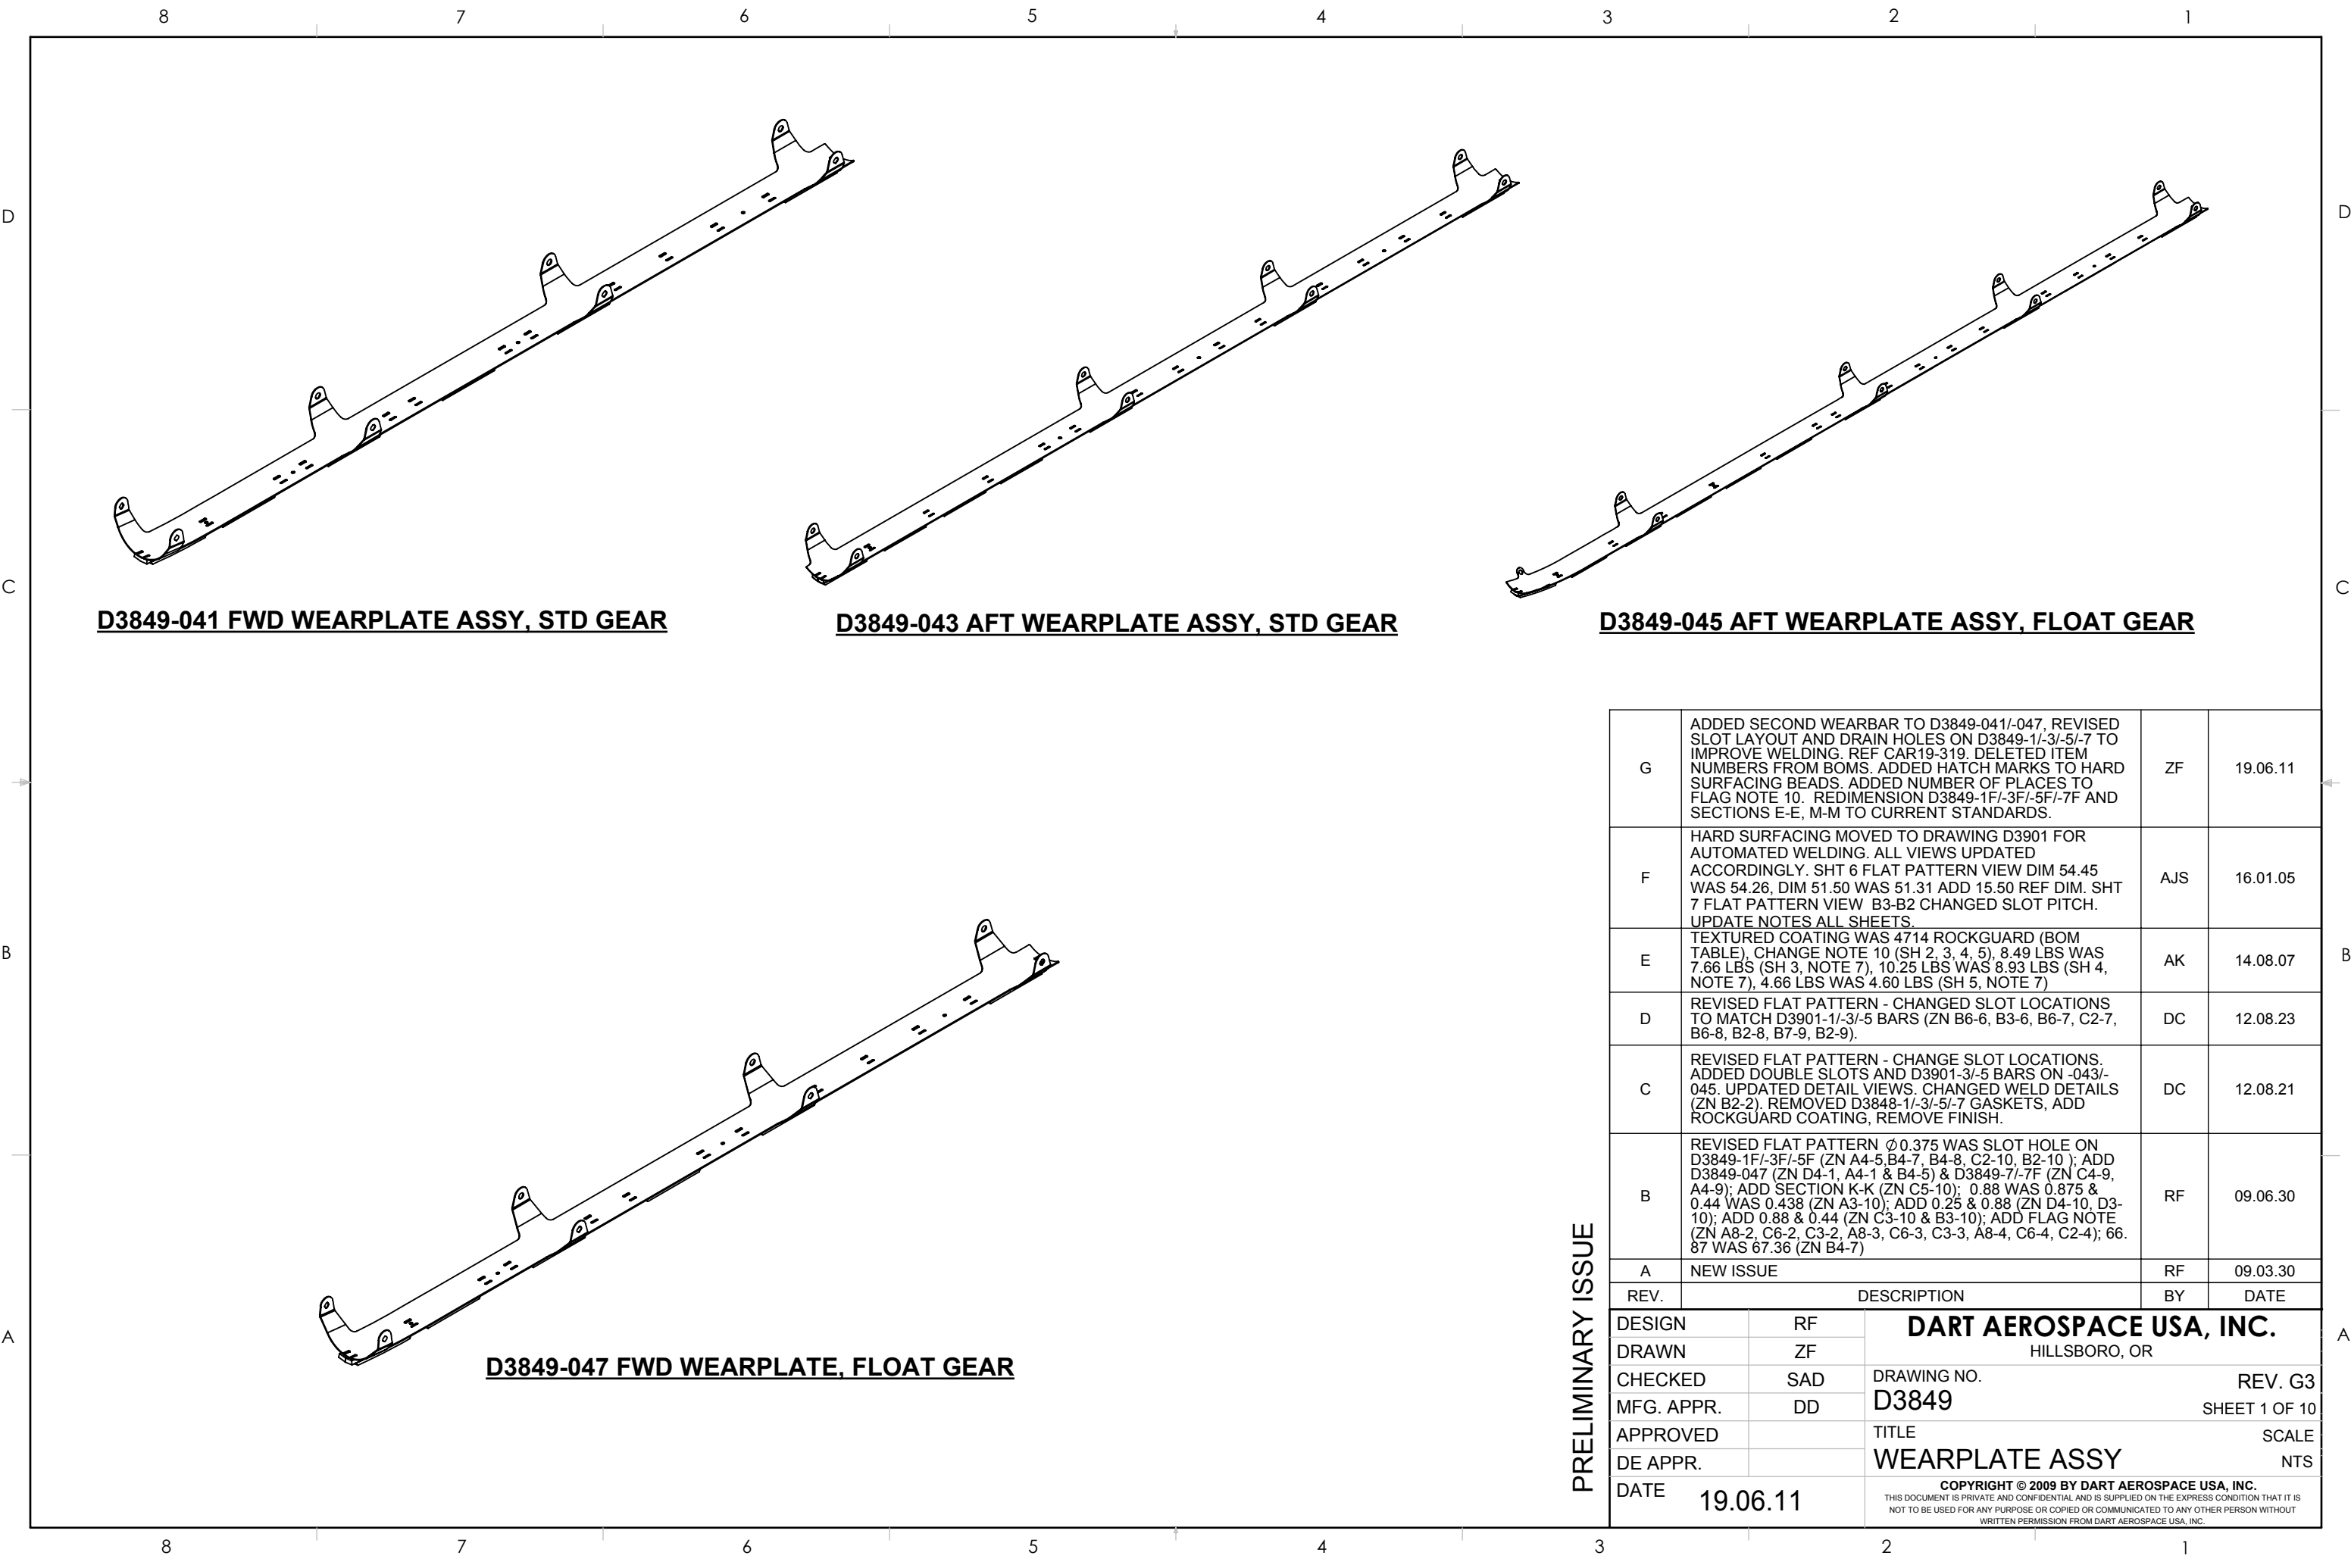 8 7 6 5 4 3 2 1
D D
D3849-041 FWD WEARPLATE ASSY, STD GEAR
D3849-043 AFT WEARPLATE ASSY, STD GEAR
D3849-045 AFT WEARPLATE ASSY, FLOAT GEAR
C C
G
ADDED SECOND WEARBAR TO D3849-041/-047, REVISED
SLOT LAYOUT AND DRAIN HOLES ON D3849-1/-3/-5/-7 TO
IMPROVE WELDING. REF CAR19-319. DELETED ITEM
NUMBERS FROM BOMS. ADDED HATCH MARKS TO HARD
SURFACING BEADS. ADDED NUMBER OF PLACES TO
FLAG NOTE 10. REDIMENSION D3849-1F/-3F/-5F/-7F AND
SECTIONS E-E, M-M TO CURRENT STANDARDS.
ZF 19.06.11
F
HARD SURFACING MOVED TO DRAWING D3901 FOR
AUTOMATED WELDING. ALL VIEWS UPDATED
ACCORDINGLY. SHT 6 FLAT PATTERN VIEW DIM 54.45
WAS 54.26, DIM 51.50 WAS 51.31 ADD 15.50 REF DIM. SHT
7 FLAT PATTERN VIEW B3-B2 CHANGED SLOT PITCH.
UPDATE NOTES ALL SHEETS.
AJS 16.01.05
B B
E
TEXTURED COATING WAS 4714 ROCKGUARD (BOM
TABLE), CHANGE NOTE 10 (SH 2, 3, 4, 5), 8.49 LBS WAS
7.66 LBS (SH 3, NOTE 7), 10.25 LBS WAS 8.93 LBS (SH 4,
NOTE 7), 4.66 LBS WAS 4.60 LBS (SH 5, NOTE 7)
AK 14.08.07
D
REVISED FLAT PATTERN - CHANGED SLOT LOCATIONS
TO MATCH D3901-1/-3/-5 BARS (ZN B6-6, B3-6, B6-7, C2-7,
B6-8, B2-8, B7-9, B2-9).
DC 12.08.23
C
REVISED FLAT PATTERN - CHANGE SLOT LOCATIONS.
ADDED DOUBLE SLOTS AND D3901-3/-5 BARS ON -043/-
045. UPDATED DETAIL VIEWS. CHANGED WELD DETAILS
(ZN B2-2). REMOVED D3848-1/-3/-5/-7 GASKETS, ADD
ROCKGUARD COATING, REMOVE FINISH.
DC 12.08.21
B
REVISED FLAT PATTERN ∅0.375 WAS SLOT HOLE ON
D3849-1F/-3F/-5F (ZN A4-5,B4-7, B4-8, C2-10, B2-10 ); ADD
D3849-047 (ZN D4-1, A4-1 & B4-5) & D3849-7/-7F (ZN C4-9,
A4-9); ADD SECTION K-K (ZN C5-10); 0.88 WAS 0.875 &
0.44 WAS 0.438 (ZN A3-10); ADD 0.25 & 0.88 (ZN D4-10, D3-
10); ADD 0.88 & 0.44 (ZN C3-10 & B3-10); ADD FLAG NOTE
(ZN A8-2, C6-2, C3-2, A8-3, C6-3, C3-3, A8-4, C6-4, C2-4); 66.
87 WAS 67.36 (ZN B4-7)
RF 09.06.30
A NEW ISSUE RF 09.03.30
REV. DESCRIPTION BY DATE
PRELIMINARY ISSUE
A A
D3849-047 FWD WEARPLATE, FLOAT GEAR
DESIGN RF
DRAWN ZF
CHECKED SAD
MFG. APPR. DD
APPROVED
DE APPR.
DATE 19.06.11
DART AEROSPACE USA, INC.
HILLSBORO, OR
DRAWING NO. REV. G3
D3849 SHEET 1 OF 10
TITLE SCALE
WEARPLATE ASSY NTS
COPYRIGHT © 2009 BY DART AEROSPACE USA, INC.
THIS DOCUMENT IS PRIVATE AND CONFIDENTIAL AND IS SUPPLIED ON THE EXPRESS CONDITION THAT IT IS
NOT TO BE USED FOR ANY PURPOSE OR COPIED OR COMMUNICATED TO ANY OTHER PERSON WITHOUT
WRITTEN PERMISSION FROM DART AEROSPACE USA, INC.
8 7 6 5 4 3 2 1